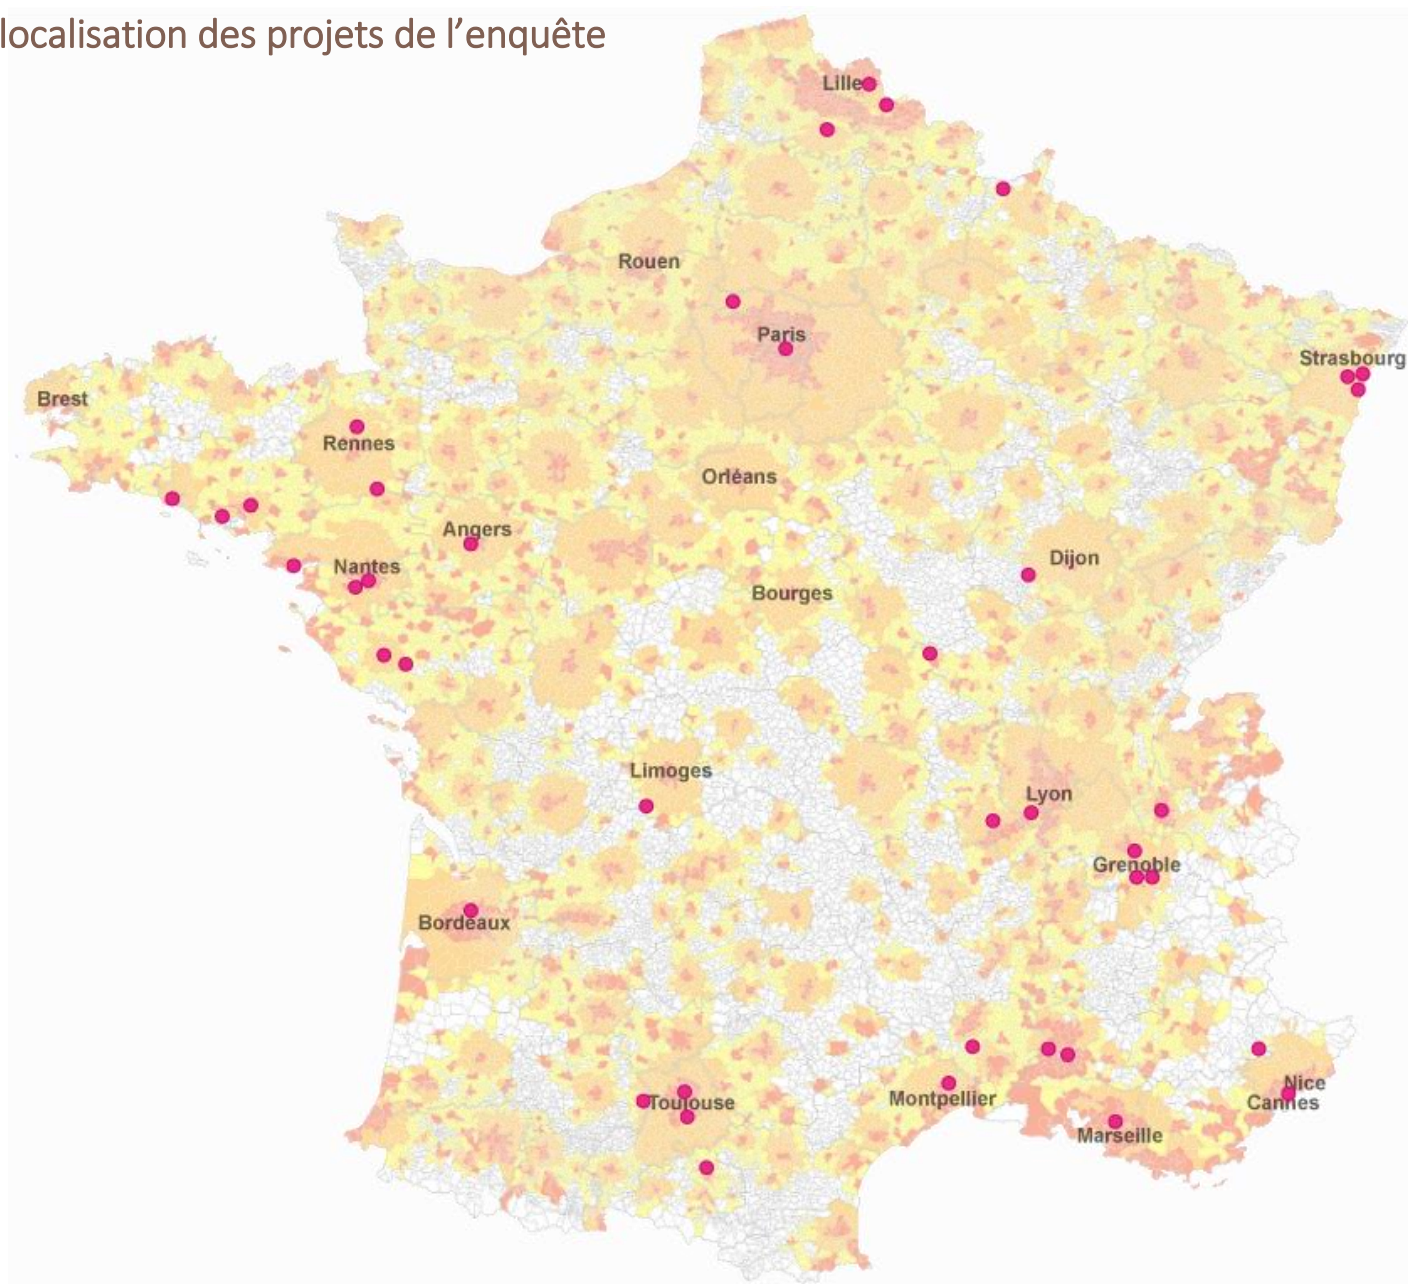 localisation des projets de l’enquête
Lille
Rouen
Paris
Strasbourg
Brest
Rennes
Orléans
Angers
Dijon
Nantes
Bourges
Limoges
Lyon
Grenoble
Bordeaux
Nice
Toulouse
Montpellier
Cannes
Marseille